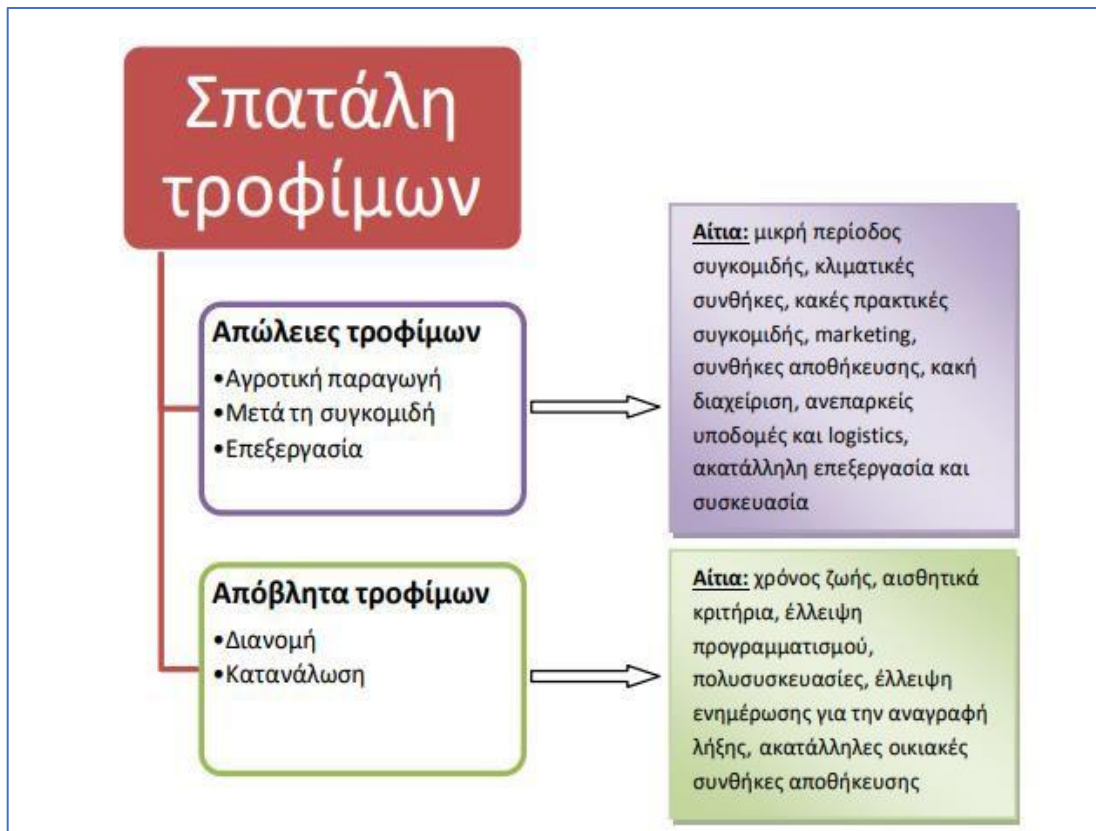 Σπατάλη
τροφίμων
Απώλειες τροφίμων
•Αγροτική παραγωγή
•Μετά τη συγκομιδή
•Επεξεργασία
Αίτια: μικρή περίοδος
συγκομιδής, κλιματικές
συνθήκες, κακές πρακτικές
συγκομιδής, marketing,
συνθήκες αποθήκευσης, κακή
διαχείριση, ανεπαρκείς
υποδομές και logistics,
ακατάλληλη επεξεργασία και
συσκευασία
Απόβλητα τροφίμων
•Διανομή
•Κατανάλωση
Αίτια: χρόνος ζωής, αισθητικά
κριτήρια, έλλειψη
προγραμματισμού,
πολυσυσκευασίες, έλλειψη
ενημέρωσης για την αναγραφή
λήξης, ακατάλληλες οικιακές
συνθήκες αποθήκευσης